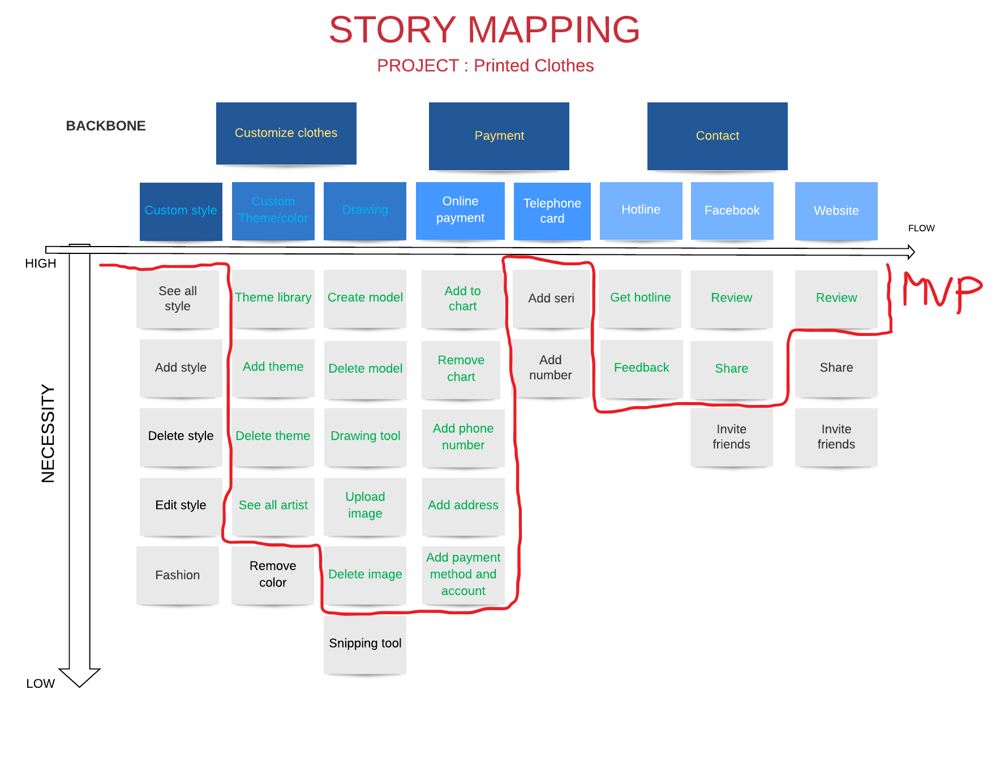 STORY MAPPING
PROJECT : Printed Clothes
BACKBONE
Customize clothes
Payment
Contact
Custom style
Custom
Theme/color
Drawing
Online
payment
Telephone
card
Hotline
Facebook
Website
FLOW
HIGH
MVP
See all
style
Theme library
Create model
Add to
chart
Add seri
Get hotline
Review
Review
Add style
Add theme
Delete model
Remove
chart
Add
number
Feedback
Share
Share
NECESSITY
Delete style
Delete theme
Drawing tool
Add phone
number
Invite
friends
Invite
friends
Edit style
See all artist
Upload
image
Add address
Fashion
Remove
color
Delete image
Add payment
method and
account
Snipping tool
LOW